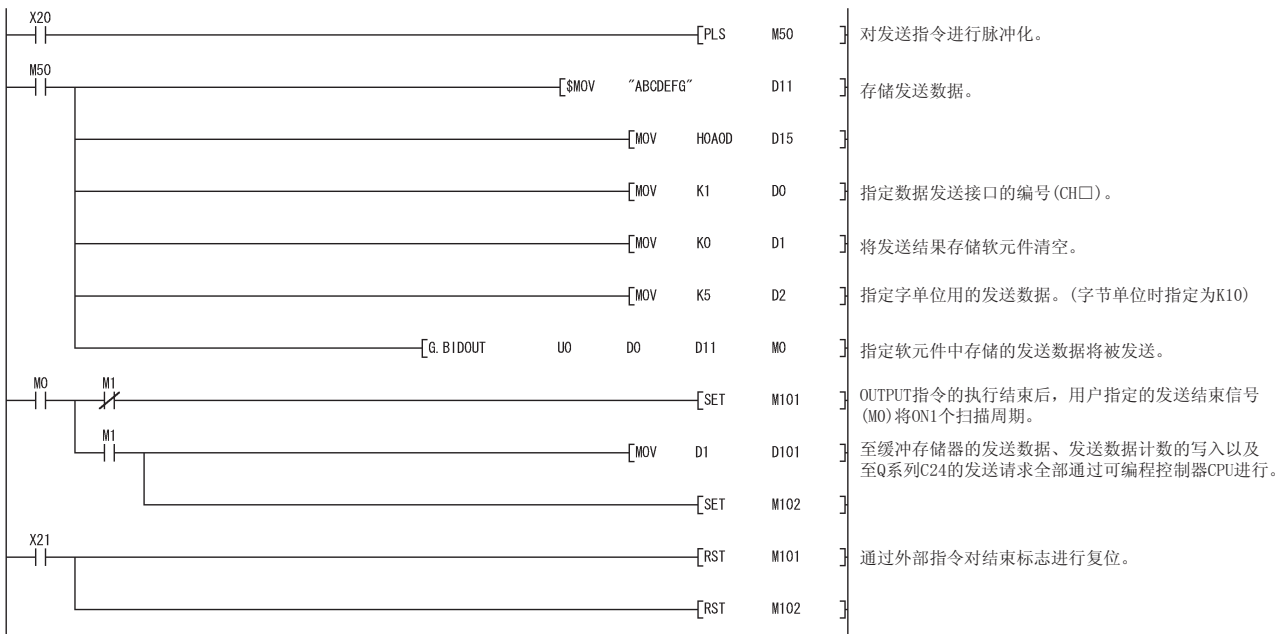 X20
[PLS M50 ] 对发送指令进行脉冲化。
M50
[$MOV "ABCDEFG" D11 ] 存储发送数据。
[MOV H0A0D D15 ]
[MOV K1 D0 ] 指定数据发送接口的编号(CH□)。
[MOV K0 D1 ] 将发送结果存储软元件清空。
[MOV K5 D2 ] 指定字单位用的发送数据。(字节单位时指定为K10)
[G.BIDOUT U0 D0 D11 M0 ] 指定软元件中存储的发送数据将被发送。
M0 M1
[SET M101 ] OUTPUT指令的执行结束后，用户指定的发送结束信号
(M0)将ON1个扫描周期。
M1
[MOV D1 D101 ] 至缓冲存储器的发送数据、发送数据计数的写入以及
至Q系列C24的发送请求全部通过可编程控制器CPU进行。
[SET M102 ]
X21
[RST M101 ] 通过外部指令对结束标志进行复位。
[RST M102 ]